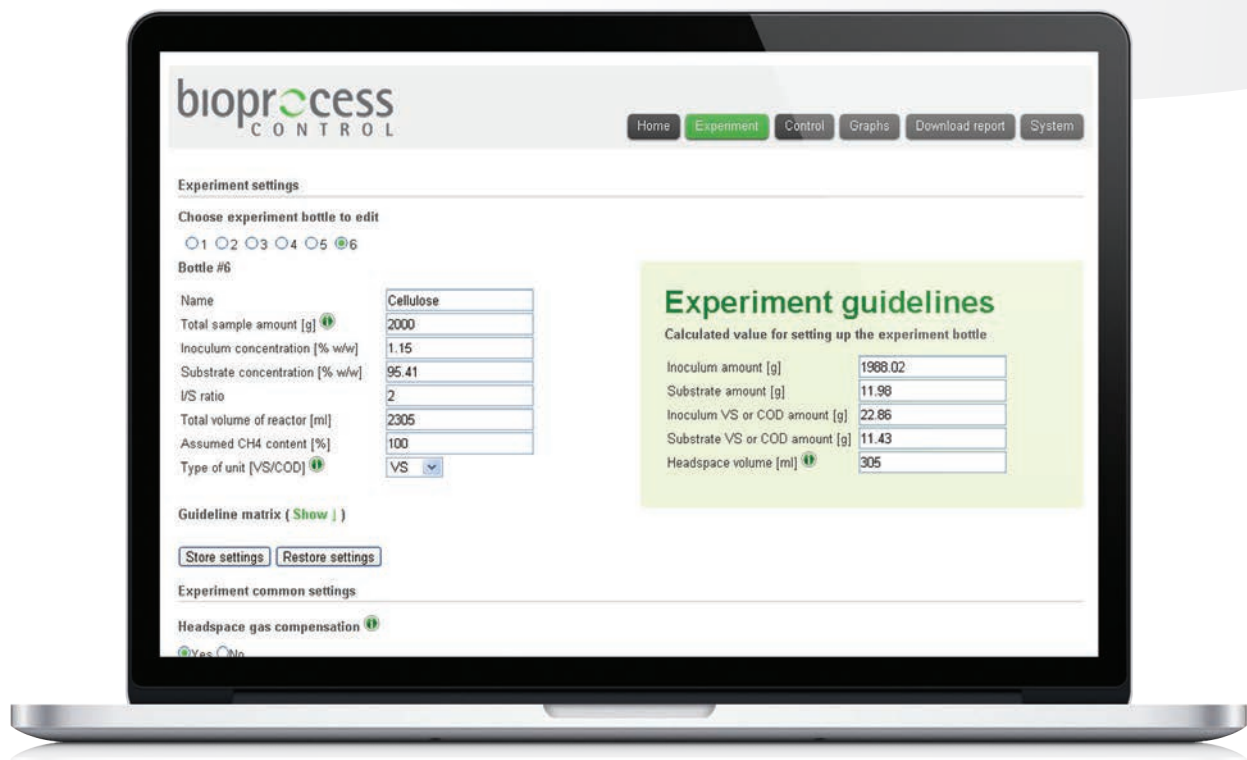 bioprocess
CONTROL
Home Experiment Control Graphs Download report System
Experiment settings
Choose experiment bottle to edit
1 2 3 4 5 6
Bottle #6
Name Cellulose
Total sample amount [g] 2000
Inoculum concentration [% w/w] 1.15
Substrate concentration [% w/w] 95.41
I/S ratio 2
Total volume of reactor [ml] 2305
Assumed CH4 content [%] 100
Type of unit [VS/COD] VS
Experiment guidelines
Calculated value for setting up the experiment bottle
Inoculum amount [g] 1988.02
Substrate amount [g] 11.98
Inoculum VS or COD amount [g] 22.86
Substrate VS or COD amount [g] 11.43
Headspace volume [ml] 305
Guideline matrix ( Show ↓ )
Store settings Restore settings
Experiment common settings
Headspace gas compensation
Yes No